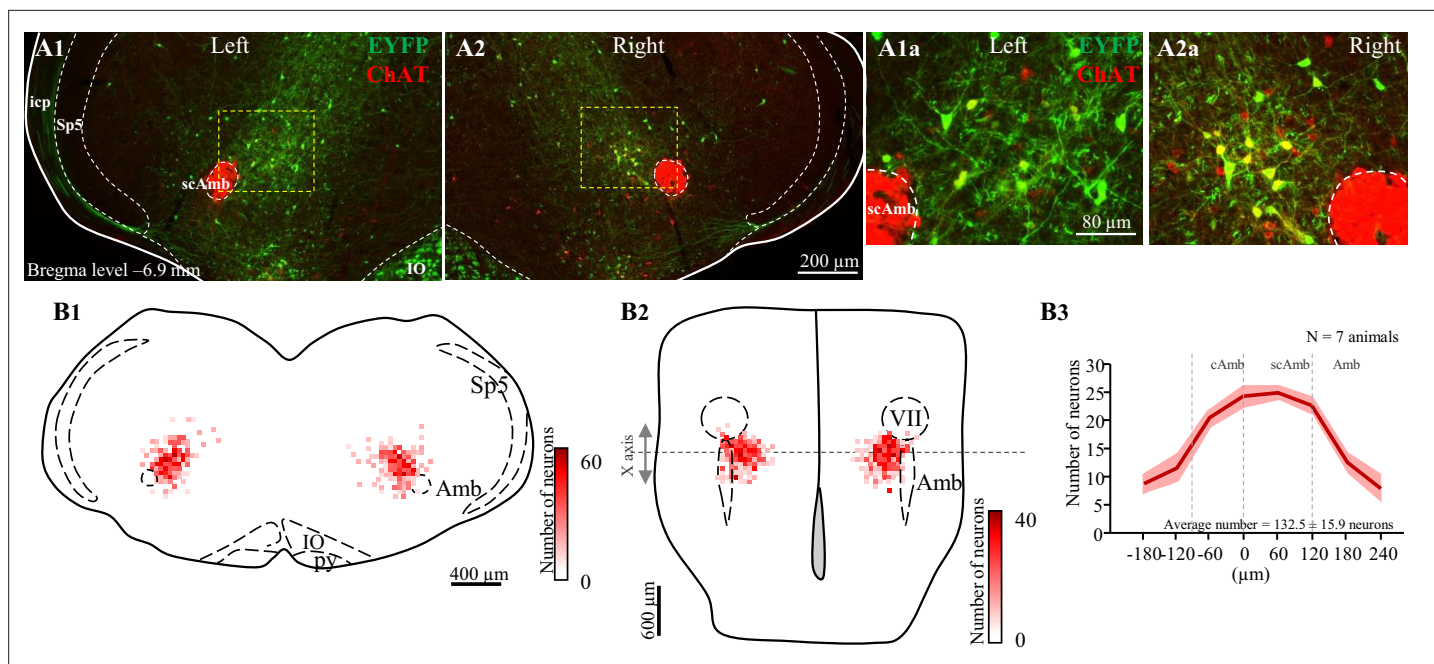 A1 Left EYFP
ChAT
icp
Sp5
scAmb
Bregma level –6.9 mm
IO
A2 Right
200 µm
A1a Left EYFP
ChAT
scAmb
80 µm
A2a Right
B1
Sp5
Amb
IO
py
400 µm
Number of neurons
60
0
B2
VII
X axis
Amb
600 µm
Number of neurons
40
0
B3
N = 7 animals
cAmb scAmb Amb
Number of neurons
30
25
20
15
10
5
0
Average number = 132.5 ± 15.9 neurons
-180 -120 -60 0 60 120 180 240
(µm)